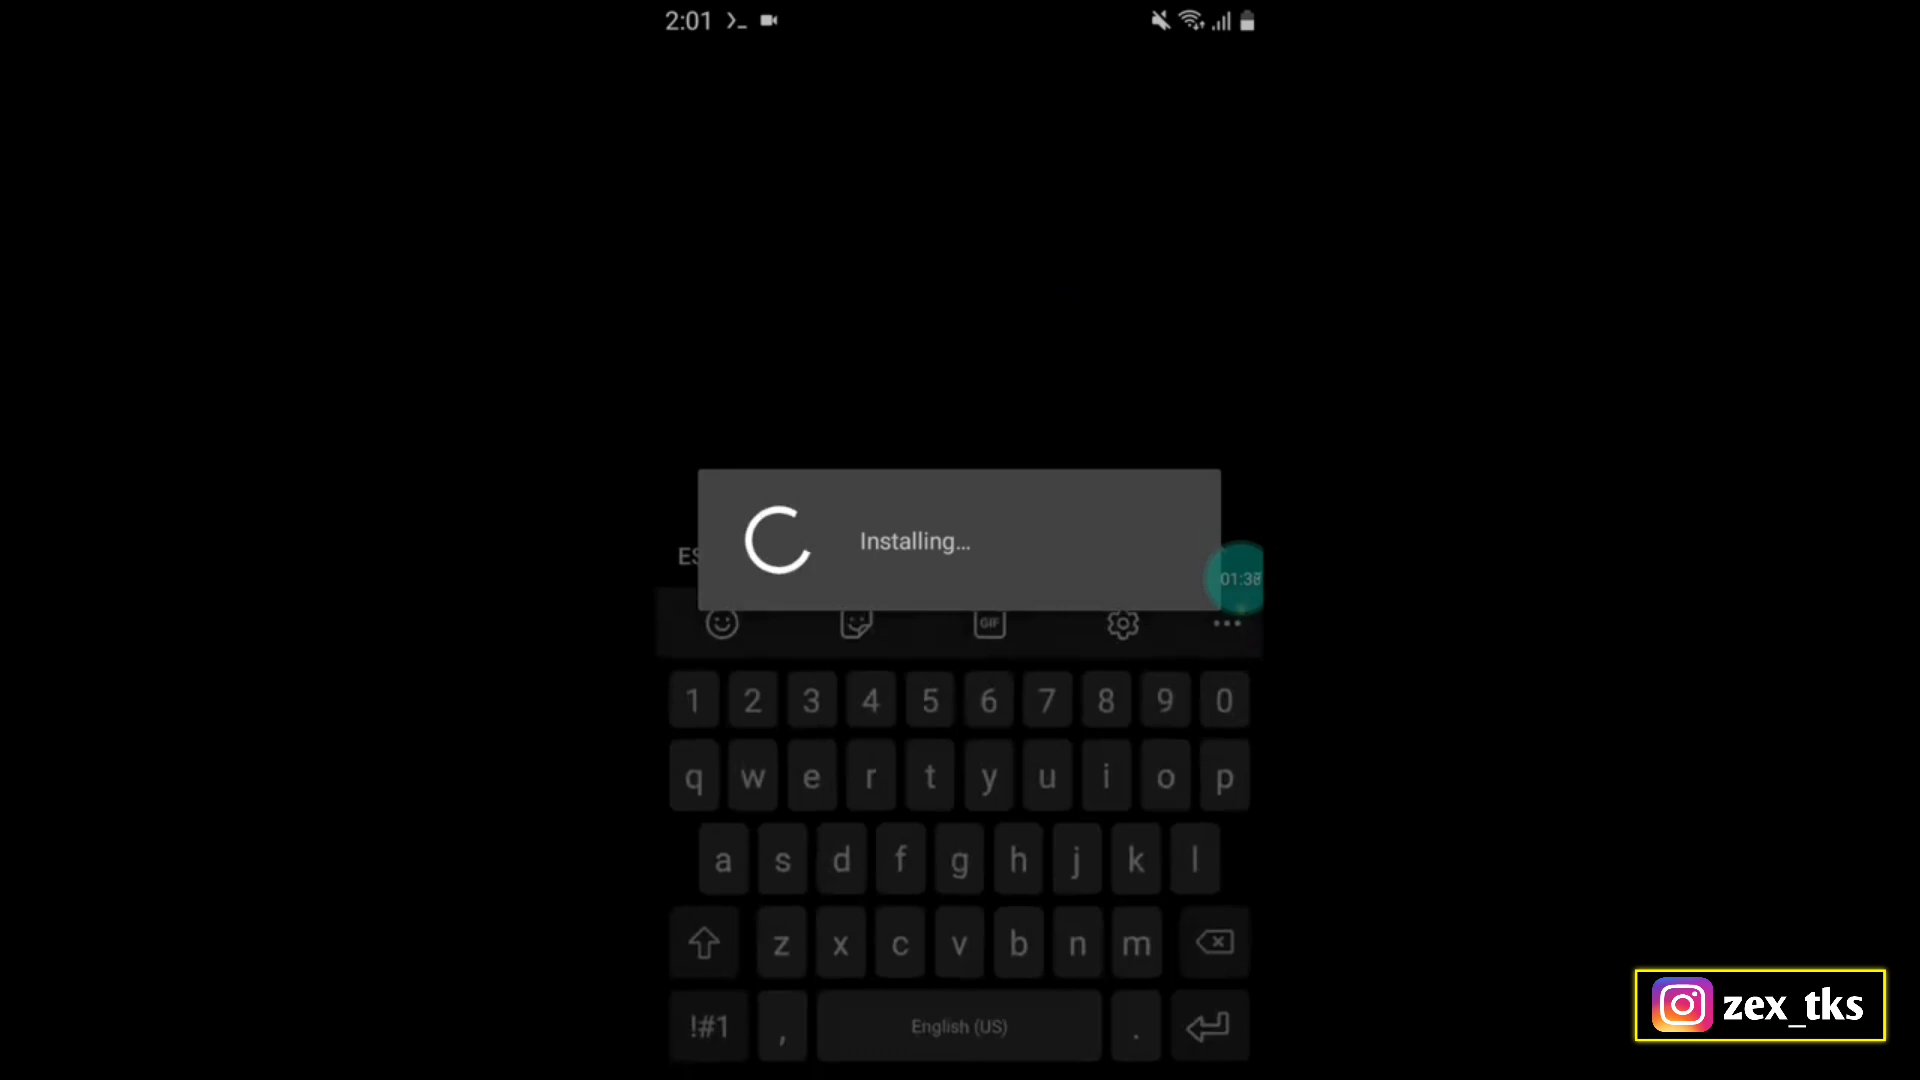 2:01
Installing...
ES
01:38
GIF
1 2 3 4 5 6 7 8 9 0
q w e r t y u i o p
a s d f g h j k l
z x c v b n m
!#1 , English (US) .
zex_tks